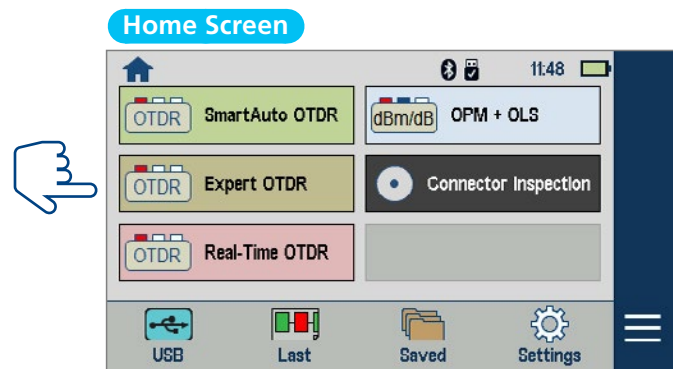 Home Screen
11:48
OTDR SmartAuto OTDR
dBm/dB OPM + OLS
OTDR Expert OTDR
Connector Inspection
OTDR Real-Time OTDR
USB Last Saved Settings